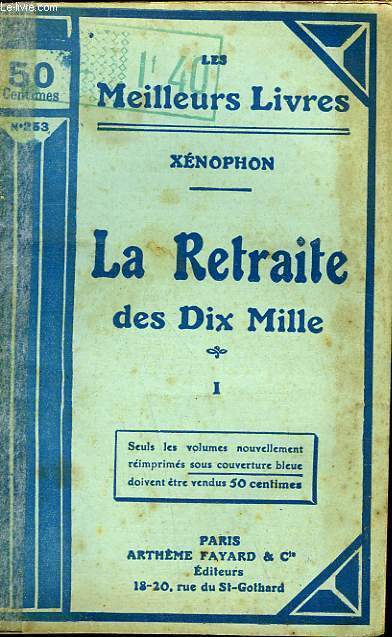 Le-livre.com
50
Centimes
N°253
1f 40
LES
Meilleurs Livres
XÉNOPHON
La Retraite
des Dix Mille
I
Seuls les volumes nouvellement
réimprimés sous couverture bleue
doivent être vendus 50 centimes
PARIS
ARTHÈME FAYARD & Cie
Éditeurs
18-20, rue du St-Gothard